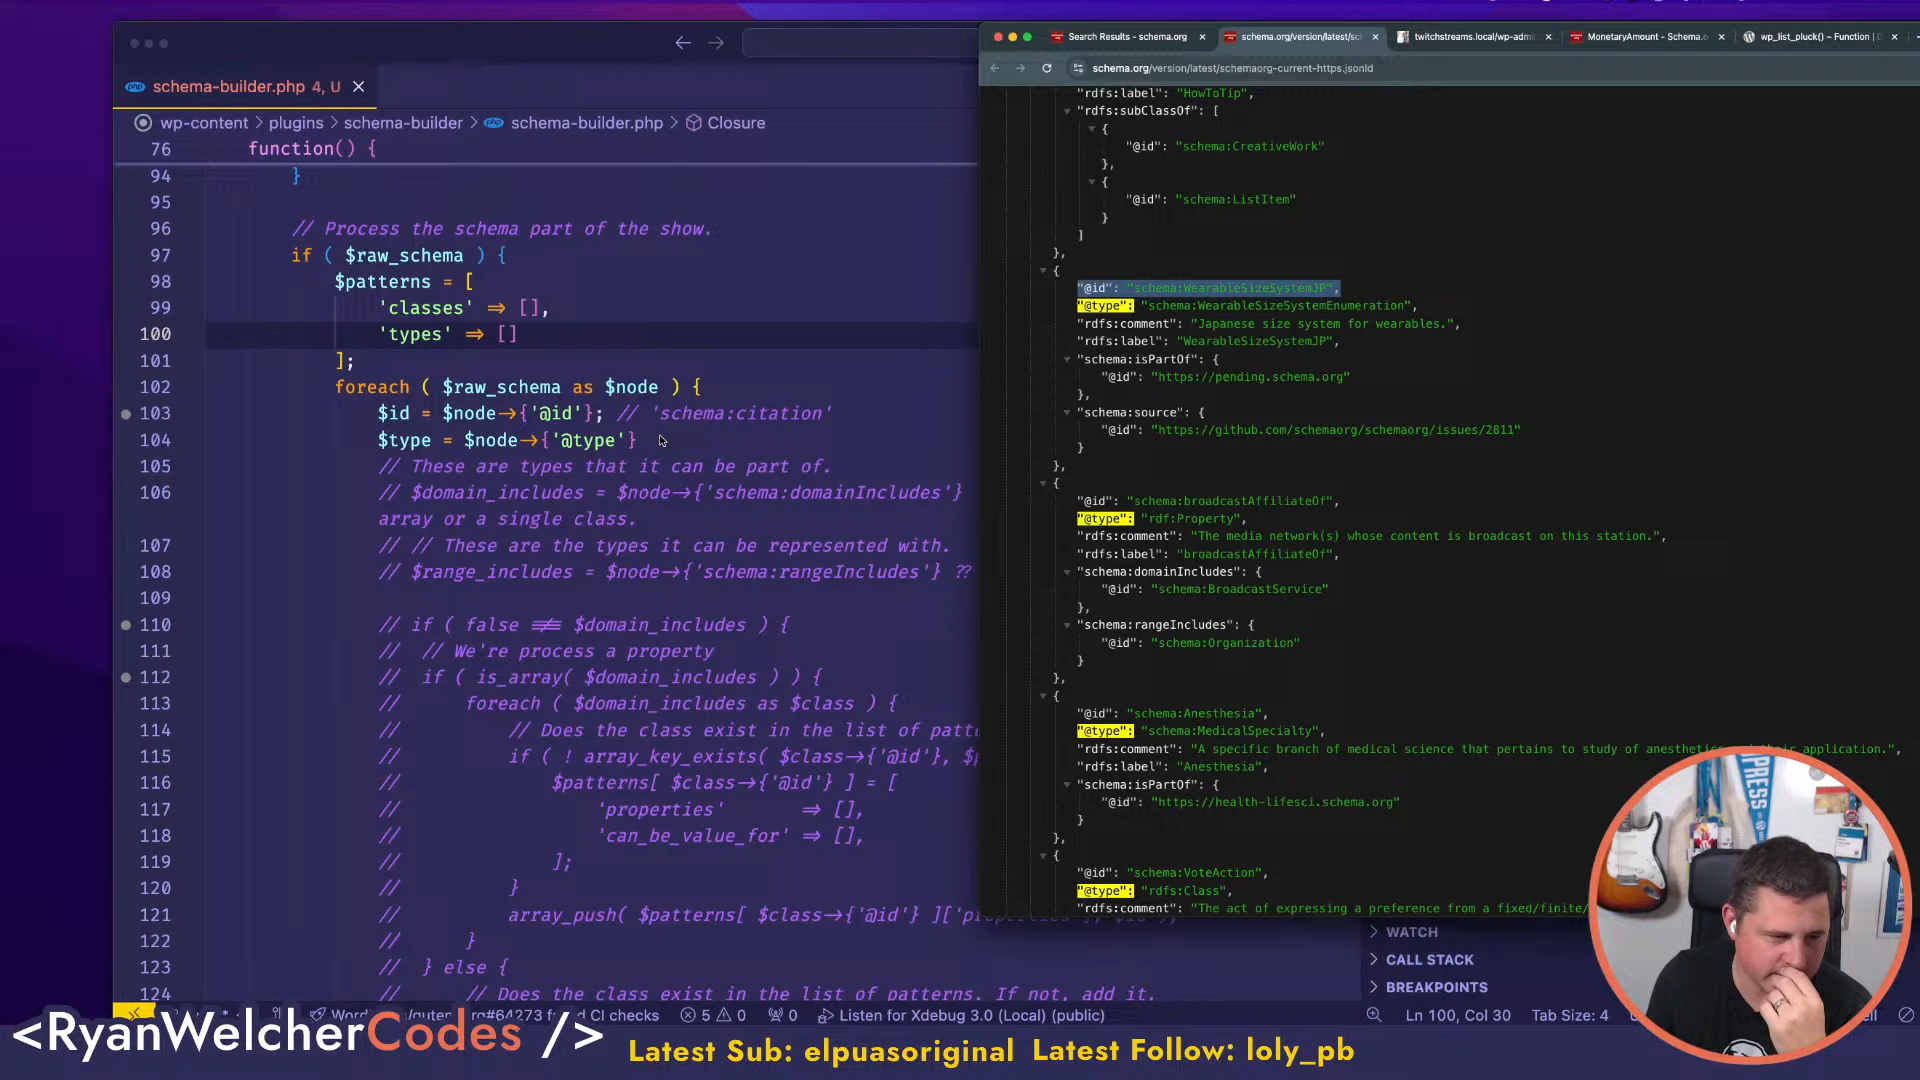 schema-builder.php 4, U
wp-content > plugins > schema-builder > schema-builder.php > Closure
76 function() {
94 }
95
96 // Process the schema part of the show.
97 if ( $raw_schema ) {
98 $patterns = [
99 'classes' => [],
100 'types' => []
101 ];
102 foreach ( $raw_schema as $node ) {
103 $id = $node->{'@id'}; // 'schema:citation'
104 $type = $node->{'@type'}
105 // These are types that it can be part of.
106 // $domain_includes = $node->{'schema:domainIncludes'}
array or a single class.
107 // // These are the types it can be represented with.
108 // $range_includes = $node->{'schema:rangeIncludes'} ??
109
110 // if ( false !== $domain_includes ) {
111 // // We're process a property
112 // if ( is_array( $domain_includes ) ) {
113 // foreach ( $domain_includes as $class ) {
114 // // Does the class exist in the list of
115 // if ( ! array_key_exists( $class->{'@id'},
116 // $patterns[ $class->{'@id'} ] = [
117 // 'properties' => [],
118 // 'can_be_value_for' => [],
119 // ];
120 // }
121 // array_push( $patterns[ $class->{'@id'} ]
122 // }
123 // } else {
124 // // Does the class exist in the list of patterns. If not, add it.
Search Results - schema.org
schema.org/version/latest/sc
twitchstreams.local/wp-admin
MonetaryAmount - Schema.o
wp_list_pluck() – Function |
schema.org/version/latest/schemaorg-current-https.jsonld
"rdfs:label": "HowToTip",
"rdfs:subClassOf": [
{
"@id": "schema:CreativeWork"
},
{
"@id": "schema:ListItem"
}
]
},
{
"@id": "schema:WearableSizeSystemJP",
"@type": "schema:WearableSizeSystemEnumeration",
"rdfs:comment": "Japanese size system for wearables.",
"rdfs:label": "WearableSizeSystemJP",
"schema:isPartOf": {
"@id": "https://pending.schema.org"
},
"schema:source": {
"@id": "https://github.com/schemaorg/schemaorg/issues/2811"
}
},
{
"@id": "schema:broadcastAffiliateOf",
"@type": "rdf:Property",
"rdfs:comment": "The media network(s) whose content is broadcast on this station.",
"rdfs:label": "broadcastAffiliateOf",
"schema:domainIncludes": {
"@id": "schema:BroadcastService"
},
"schema:rangeIncludes": {
"@id": "schema:Organization"
}
},
{
"@id": "schema:Anesthesia",
"@type": "schema:MedicalSpecialty",
"rdfs:comment": "A specific branch of medical science that pertains to study of anesthetics and their application.",
"rdfs:label": "Anesthesia",
"schema:isPartOf": {
"@id": "https://health-lifesci.schema.org"
}
},
{
"@id": "schema:VoteAction",
"@type": "rdfs:Class",
"rdfs:comment": "The act of expressing a preference from a fixed/finite/
> WATCH
> CALL STACK
> BREAKPOINTS
CI checks 5 0 0 Listen for Xdebug 3.0 (Local) (public) Ln 100, Col 30 Tab Size: 4
<RyanWelcherCodes />
Latest Sub: elpuasoriginal Latest Follow: loly_pb